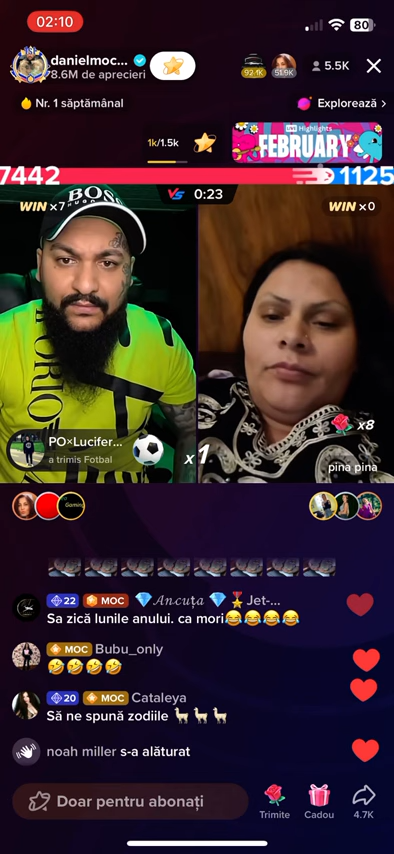 02:10
80
danielmoc...
8.6M de aprecieri
92.1K
51.9K
5.5K
Nr. 1 săptămânal
Explorează
1k/1.5k
LIVE Highlights
FEBRUARY
7442
1125
WIN x7
VS 0:23
WIN x0
BOSS
PO×Lucifer...
a trimis Fotbal
x 1
x8
pina pina
Gaming
22 MOC 💎𝓐𝓷𝓬𝓾ț𝓪 💎🎖Jet-...
Sa zică lunile anului. ca mori😂😂😂😂
MOC Bubu_only
🤣🤣🤣🤣
20 MOC Cataleya
Să ne spună zodiile 🦙🦙🦙
noah miller s-a alăturat
Doar pentru abonați
Trimite
Cadou
4.7K